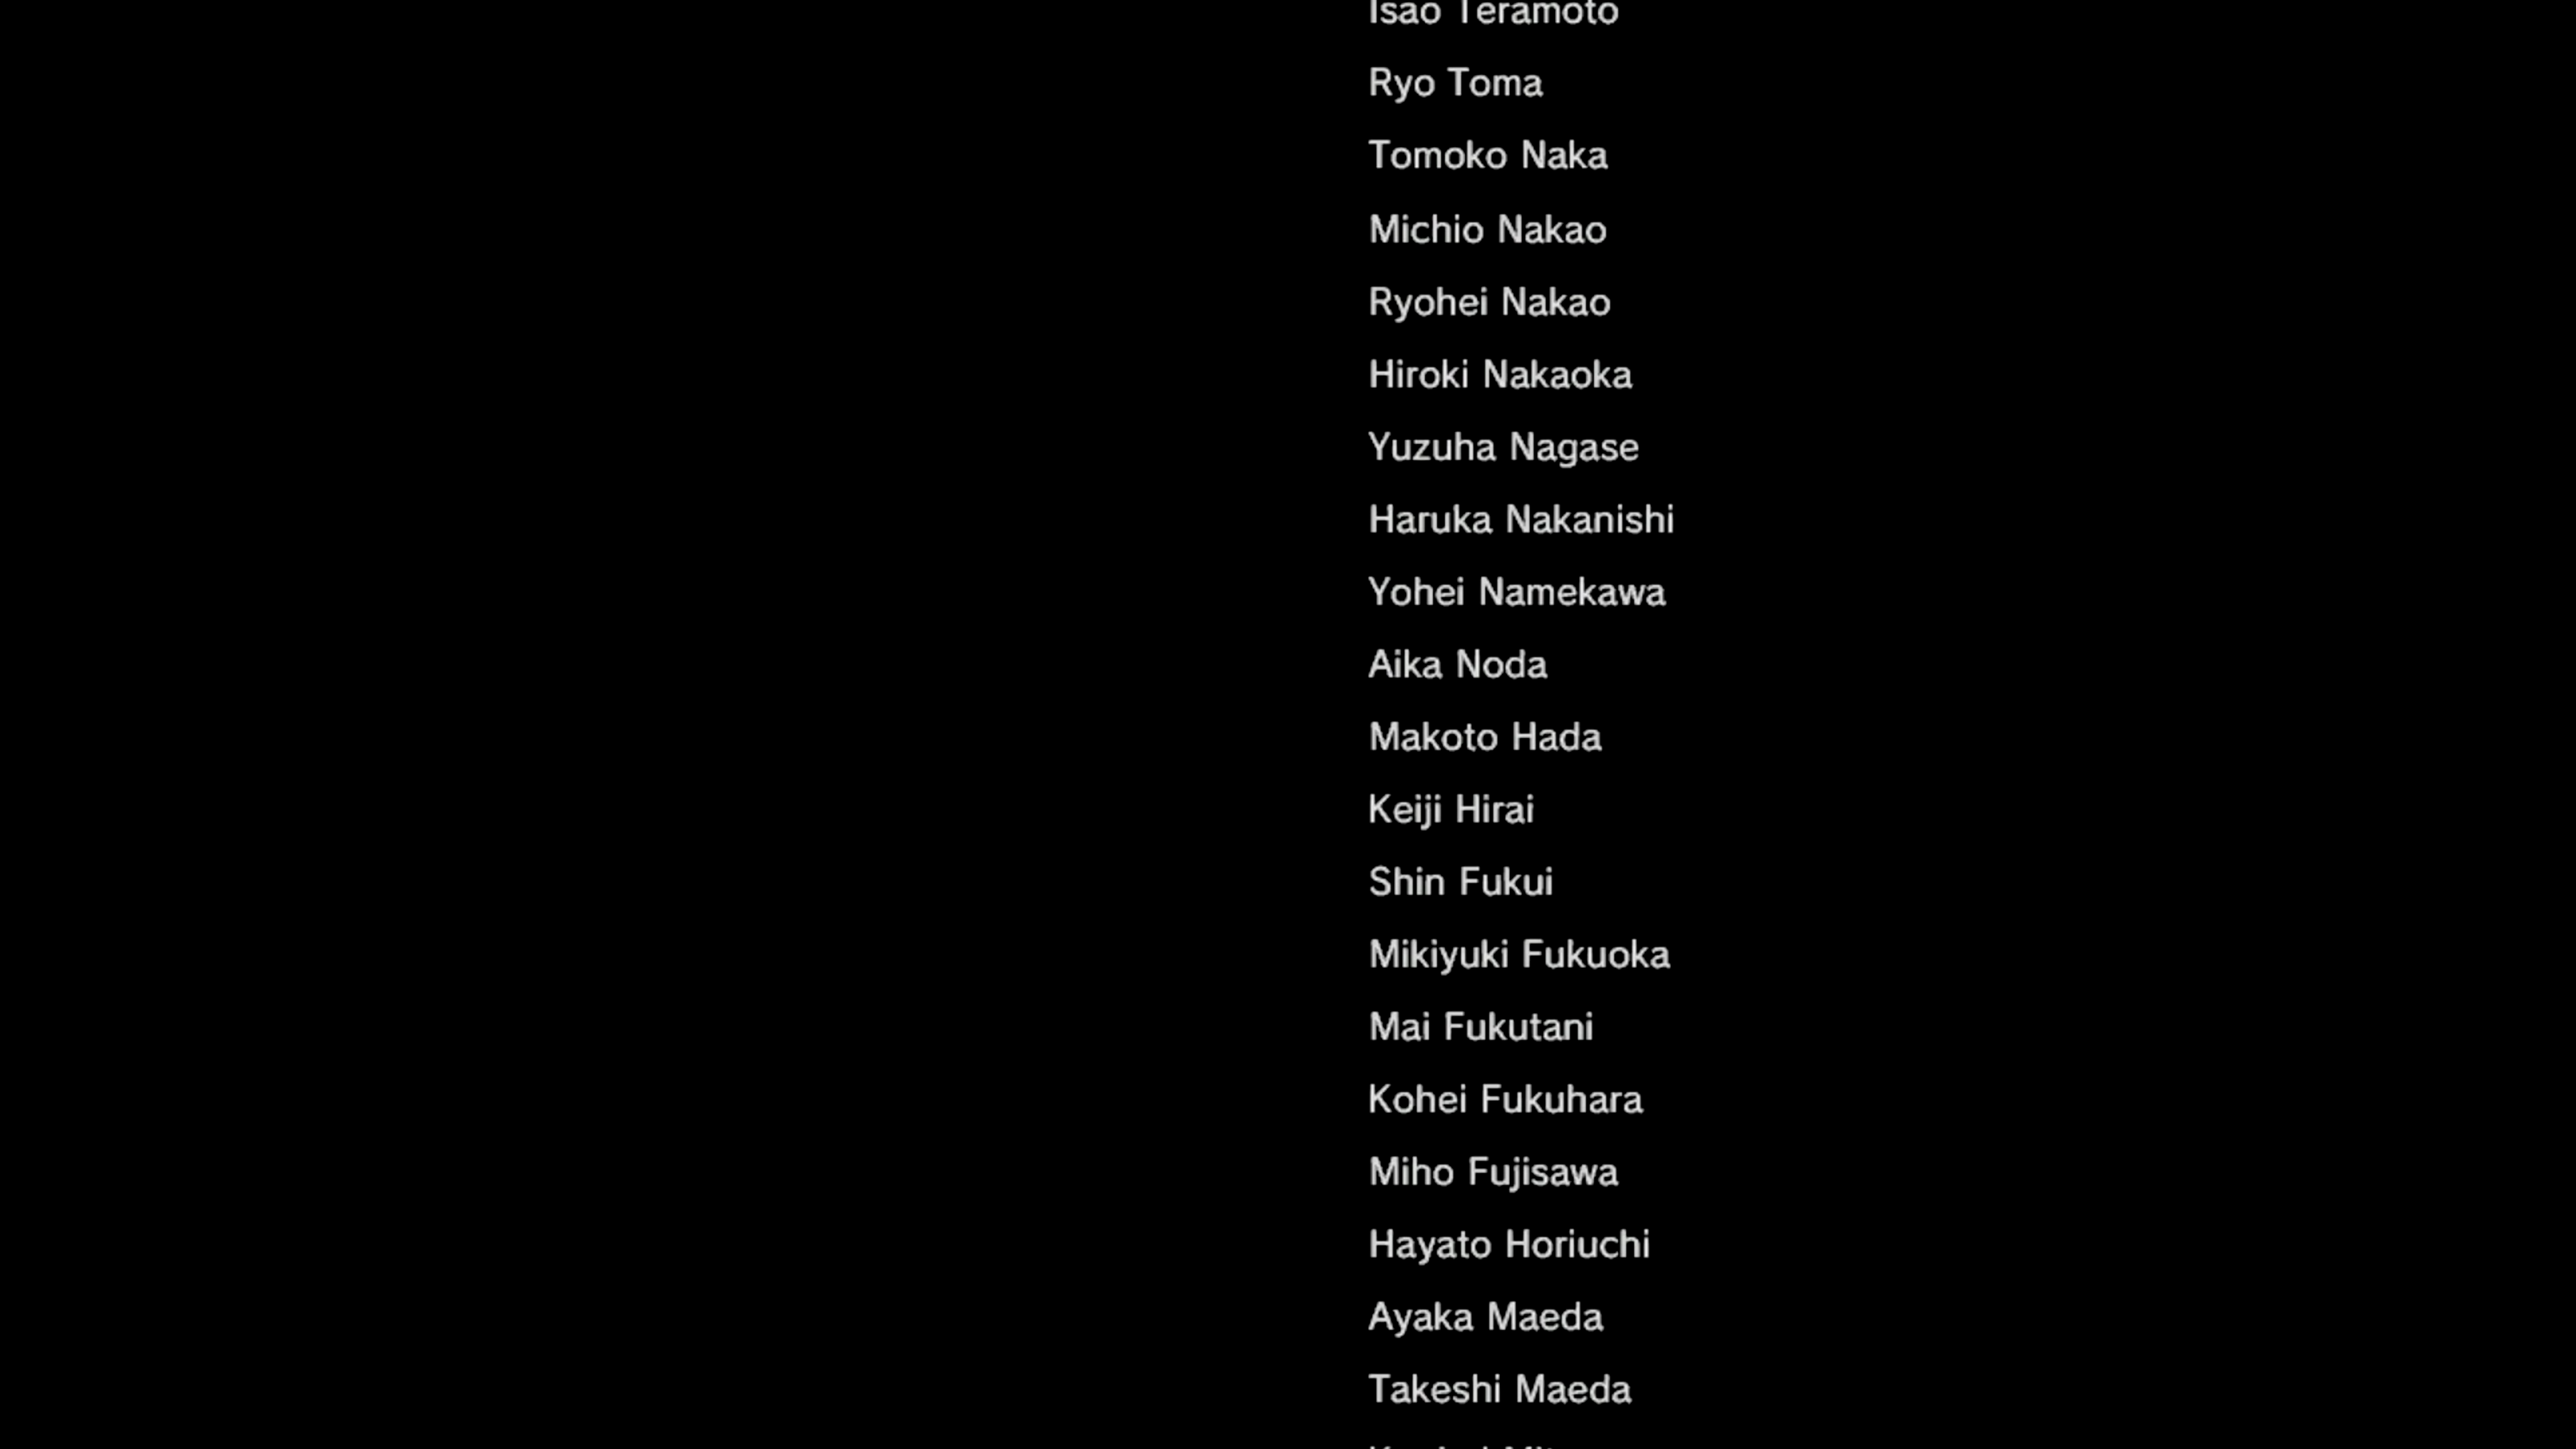 Isao Teramoto
Ryo Toma
Tomoko Naka
Michio Nakao
Ryohei Nakao
Hiroki Nakaoka
Yuzuha Nagase
Haruka Nakanishi
Yohei Namekawa
Aika Noda
Makoto Hada
Keiji Hirai
Shin Fukui
Mikiyuki Fukuoka
Mai Fukutani
Kohei Fukuhara
Miho Fujisawa
Hayato Horiuchi
Ayaka Maeda
Takeshi Maeda